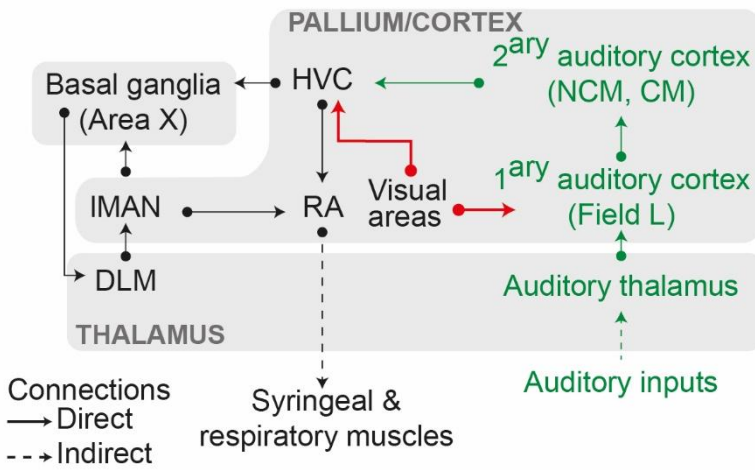 PALLIUM/CORTEX
Basal ganglia
(Area X)
HVC
2ary auditory cortex
(NCM, CM)
lMAN
RA
Visual
areas
1ary auditory cortex
(Field L)
DLM
Auditory thalamus
THALAMUS
Auditory inputs
Connections
Direct
Indirect
Syringeal &
respiratory muscles